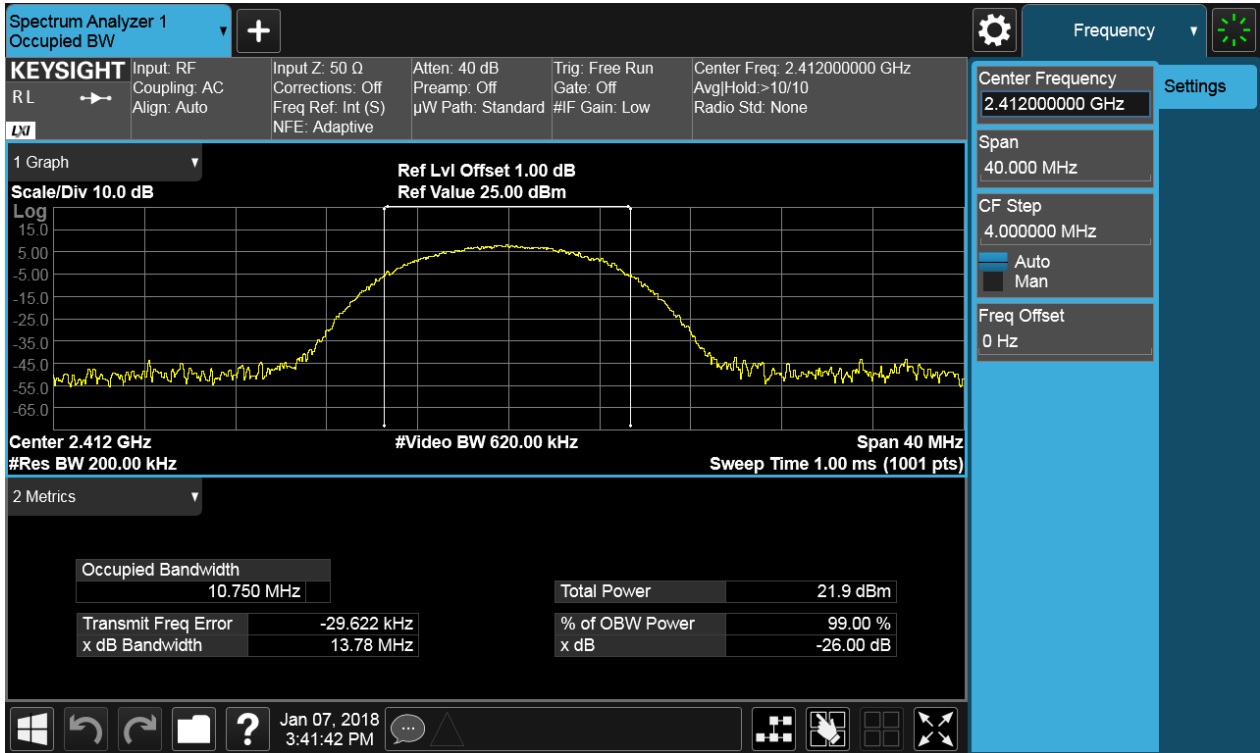 Spectrum Analyzer 1
Occupied BW
+
Frequency
KEYSIGHT
RL
LXI
Input: RF
Coupling: AC
Align: Auto
Input Z: 50 Ω
Corrections: Off
Freq Ref: Int (S)
NFE: Adaptive
Atten: 40 dB
Preamp: Off
µW Path: Standard
Trig: Free Run
Gate: Off
#IF Gain: Low
Center Freq: 2.412000000 GHz
Avg|Hold:>10/10
Radio Std: None
Center Frequency
2.412000000 GHz
Settings
Span
40.000 MHz
CF Step
4.000000 MHz
Auto
Man
Freq Offset
0 Hz
1 Graph
Scale/Div 10.0 dB
Ref Lvl Offset 1.00 dB
Ref Value 25.00 dBm
Log
15.0
5.00
-5.00
-15.0
-25.0
-35.0
-45.0
-55.0
-65.0
Center 2.412 GHz
#Video BW 620.00 kHz
Span 40 MHz
#Res BW 200.00 kHz
Sweep Time 1.00 ms (1001 pts)
2 Metrics
Occupied Bandwidth
10.750 MHz
Total Power 21.9 dBm
Transmit Freq Error -29.622 kHz
% of OBW Power 99.00 %
x dB Bandwidth 13.78 MHz
x dB -26.00 dB
?
Jan 07, 2018
3:41:42 PM